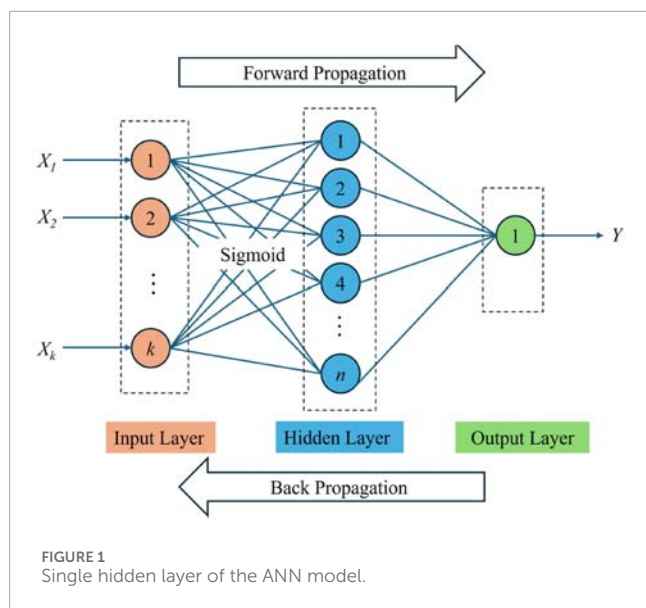 Forward Propagation
X1
1
1
X2
2
2
3
1
Y
Sigmoid
4
⋮
⋮
Xk
k
n
Input Layer
Hidden Layer
Output Layer
Back Propagation
FIGURE 1
Single hidden layer of the ANN model.